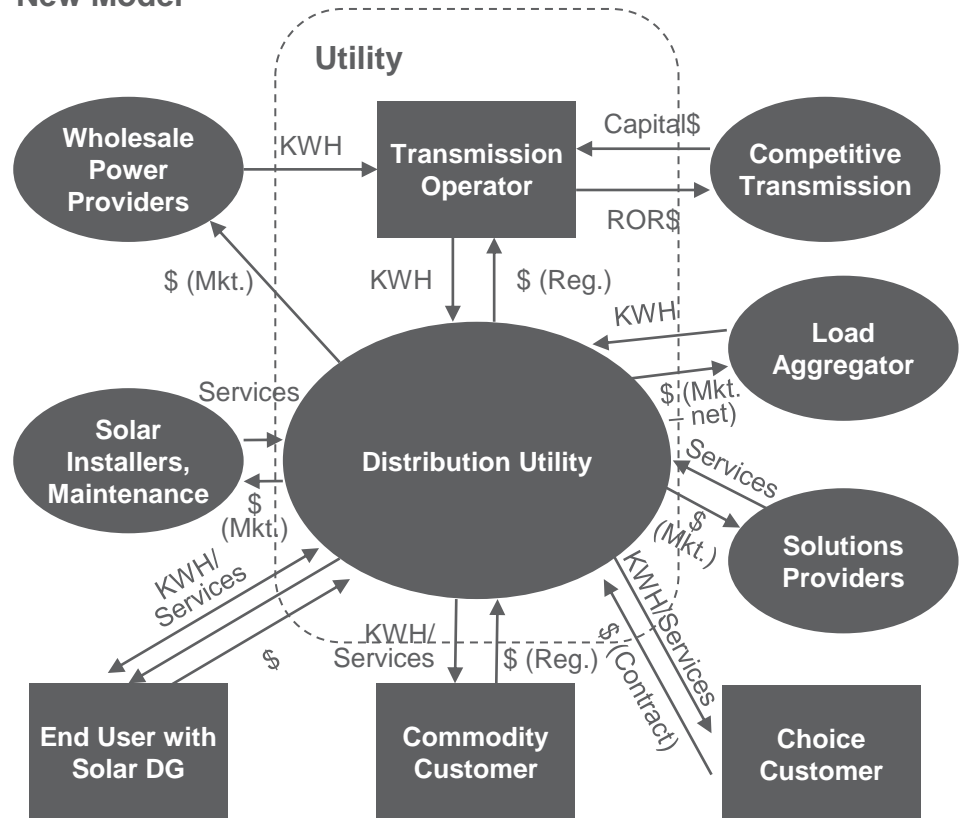 New Model
Utility
Wholesale
Power
Providers
KWH
Transmission
Operator
Capital$
ROR$
Competitive
Transmission
$ (Mkt.)
KWH
$ (Reg.)
KWH
Load
Aggregator
$ (Mkt.
– net)
Services
Solar
Installers,
Maintenance
$
(Mkt.)
Distribution Utility
Services
$
(Mkt.)
Solutions
Providers
KWH/
Services
$
KWH/
Services
$ (Reg.)
KWH/Services
$ (Contract)
End User with
Solar DG
Commodity
Customer
Choice
Customer